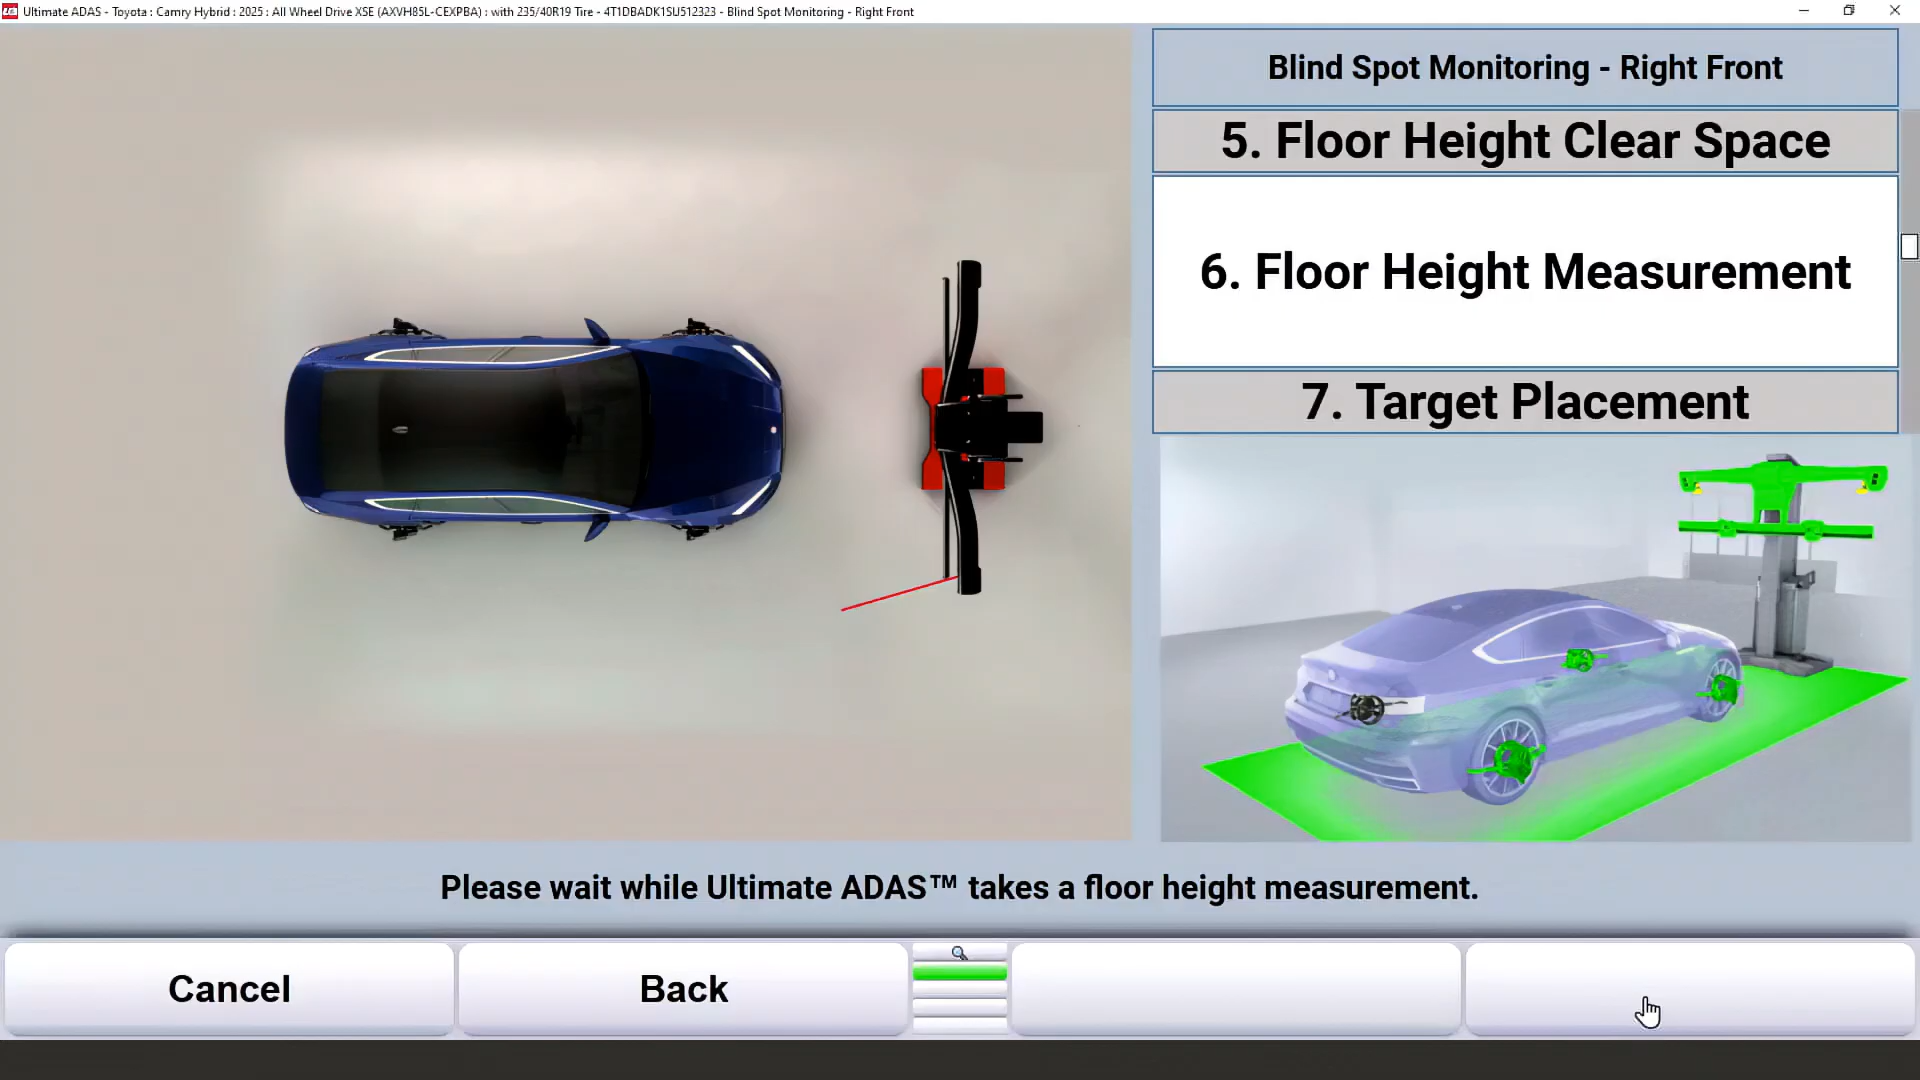 Ultimate ADAS - Toyota : Camry Hybrid : 2025 : All Wheel Drive XSE (AXVH85L-CEXPBA) : with 235/40R19 Tire - 4T1DBADK1SU512323 - Blind Spot Monitoring - Right Front
Blind Spot Monitoring - Right Front
5. Floor Height Clear Space
6. Floor Height Measurement
7. Target Placement
Please wait while Ultimate ADAS™ takes a floor height measurement.
Cancel
Back